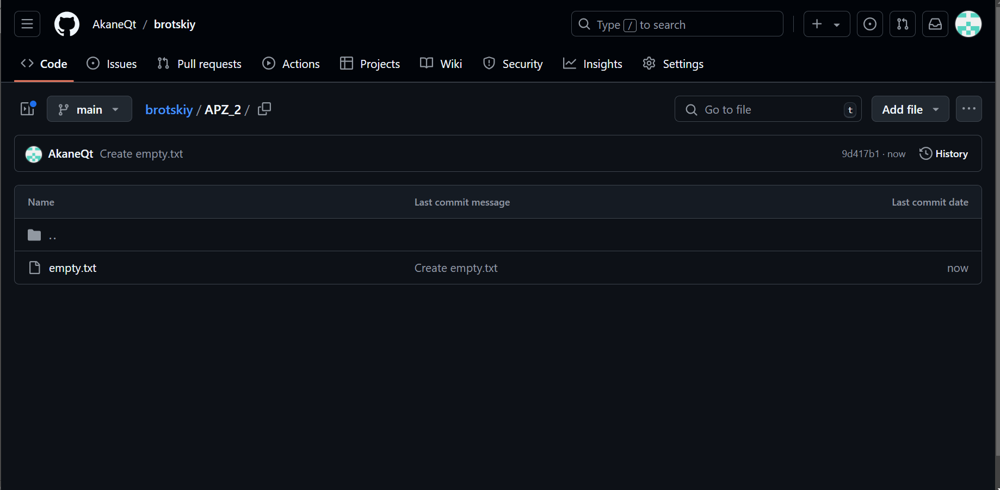 AkaneQt / brotskiy
Type / to search
Code Issues Pull requests Actions Projects Wiki Security Insights Settings
main brotskiy / APZ_2 / Go to file t Add file
AkaneQt Create empty.txt 9d417b1 · now History
Name Last commit message Last commit date
..
empty.txt Create empty.txt now